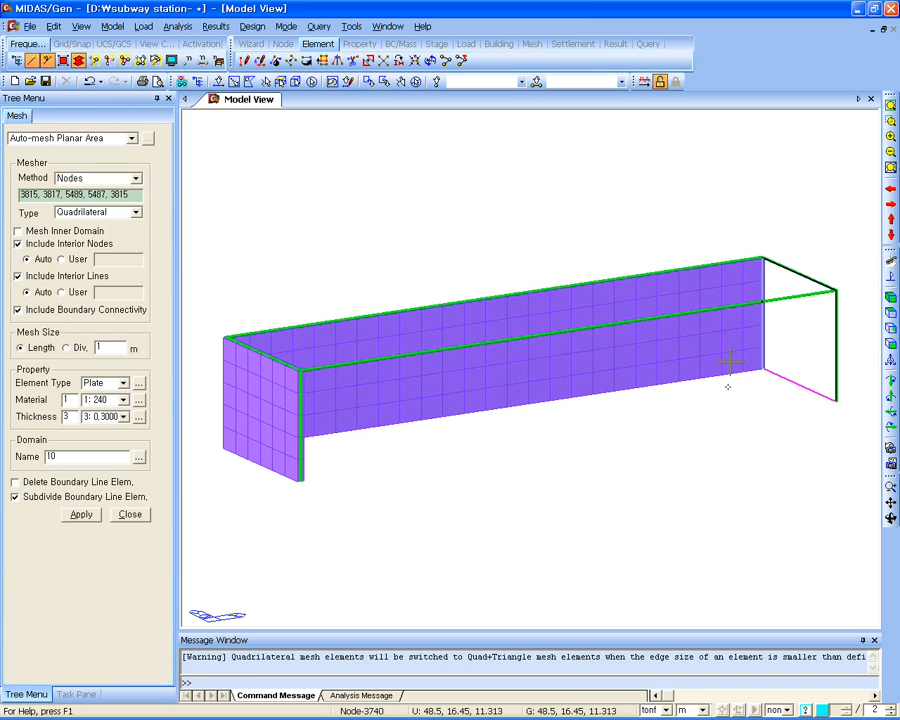 MIDAS/Gen - [D:₩subway station- *] - [Model View]
File Edit View Model Load Analysis Results Design Mode Query Tools Window Help
Freque... Grid/Snap UCS/GCS View C... Activation Wizard Node Element Property BC/Mass Stage Load Building Mesh Settlement Result Query
Tree Menu
Model View
Mesh
Auto-mesh Planar Area
Mesher
Method Nodes
3815, 3817, 5489, 5487, 3815
Type Quadrilateral
Mesh Inner Domain
Include Interior Nodes
Auto User
Include Interior Lines
Auto User
Include Boundary Connectivity
Mesh Size
Length Div. 1 m
Property
Element Type Plate
Material 1 1: 240
Thickness 3 3: 0,3000
Domain
Name 10
Delete Boundary Line Elem,
Subdivide Boundary Line Elem,
Apply Close
Message Window
[Warning] Quadrilateral mesh elements will be switched to Quad+Triangle mesh elements when the edge size of an element is smaller than defi
>>
Tree Menu Task Pane
Command Message Analysis Message
For Help, press F1
Node-3740
U: 48.5, 16.45, 11.313
G: 48.5, 16.45, 11.313
tonf m non 2